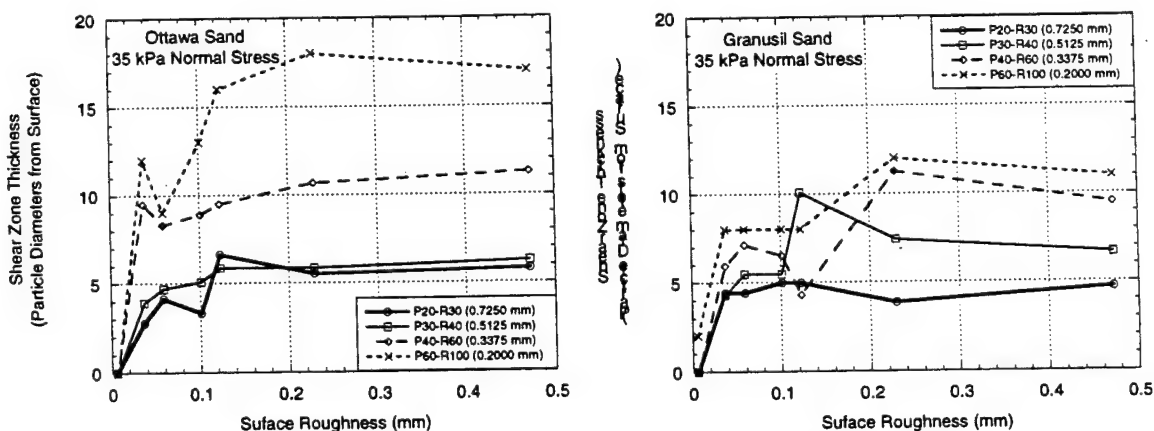 20
15
10
5
0
Shear Zone Thickness
(Particle Diameters from Surface)
Ottawa Sand
35 kPa Normal Stress
P20-R30 (0.7250 mm)
P30-R40 (0.5125 mm)
P40-R60 (0.3375 mm)
P60-R100 (0.2000 mm)
0 0.1 0.2 0.3 0.4 0.5
Suface Roughness (mm)
20
15
10
5
0
Granusil Sand
35 kPa Normal Stress
P20-R30 (0.7250 mm)
P30-R40 (0.5125 mm)
P40-R60 (0.3375 mm)
P60-R100 (0.2000 mm)
0 0.1 0.2 0.3 0.4 0.5
Suface Roughness (mm)